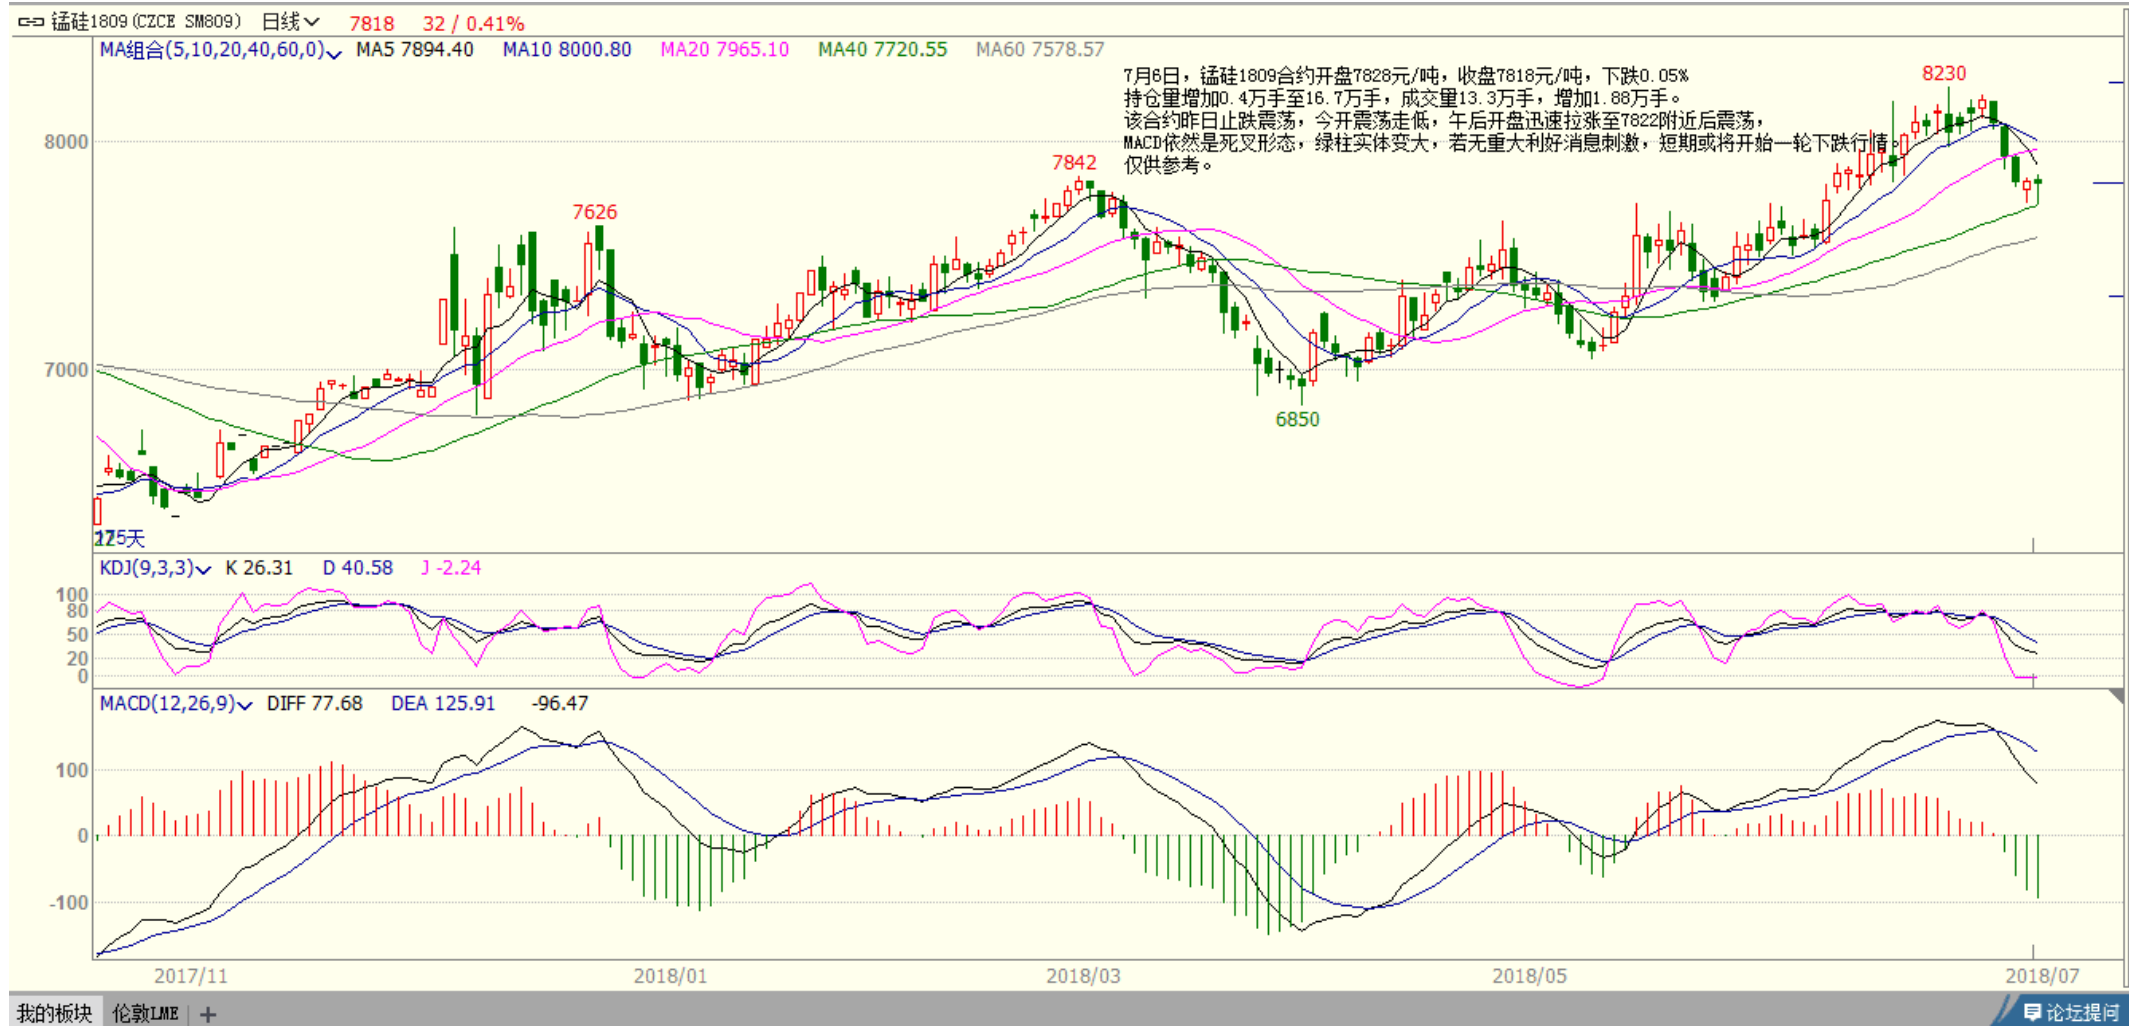 锰硅1809(CZCE SM809) 日线 7818 32 / 0.41%
MA组合(5,10,20,40,60,0) MA5 7894.40 MA10 8000.80 MA20 7965.10 MA40 7720.55 MA60 7578.57
7月6日，锰硅1809合约开盘7828元/吨，收盘7818元/吨，下跌0.05%
持仓量增加0.4万手至16.7万手，成交量13.3万手，增加1.88万手。
该合约昨日止跌震荡，今开震荡走低，午后开盘迅速拉涨至7822附近后震荡，
MACD依然是死叉形态，绿柱实体变大，若无重大利好消息刺激，短期或将开始一轮下跌行情。
仅供参考。
8230
8000
7842
7626
7000
6850
175天
KDJ(9,3,3) K 26.31 D 40.58 J -2.24
100
80
50
20
0
MACD(12,26,9) DIFF 77.68 DEA 125.91 -96.47
100
0
-100
2017/11 2018/01 2018/03 2018/05 2018/07
我的板块 伦敦LME + 论坛提问